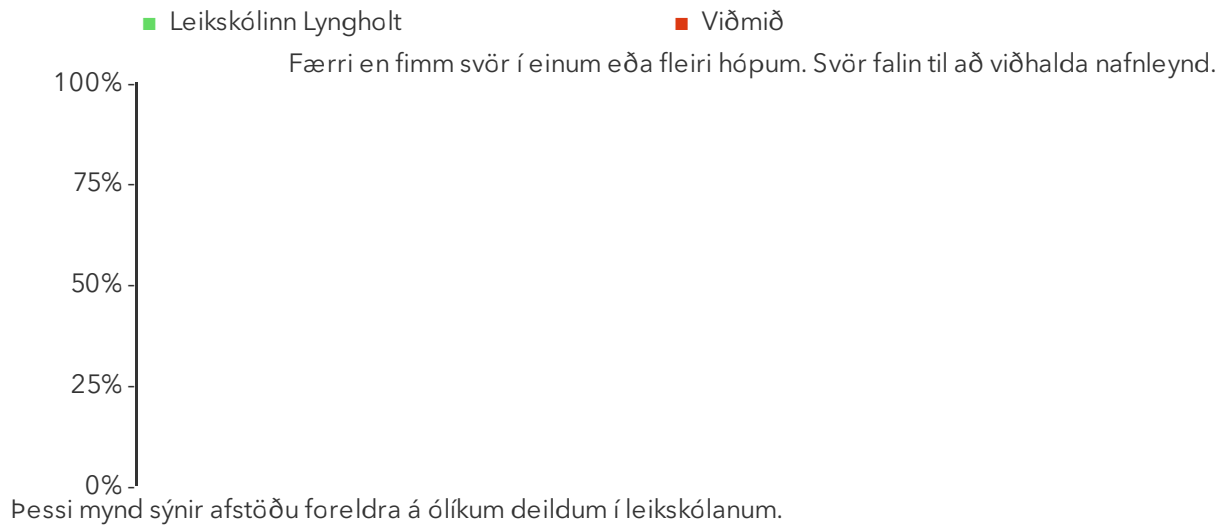 Leikskólinn Lyngholt
Viðmið
Færri en fimm svör í einum eða fleiri hópum. Svör falin til að viðhalda nafnleynd.
100%
75%
50%
25%
0%
Þessi mynd sýnir afstöðu foreldra á ólíkum deildum í leikskólanum.